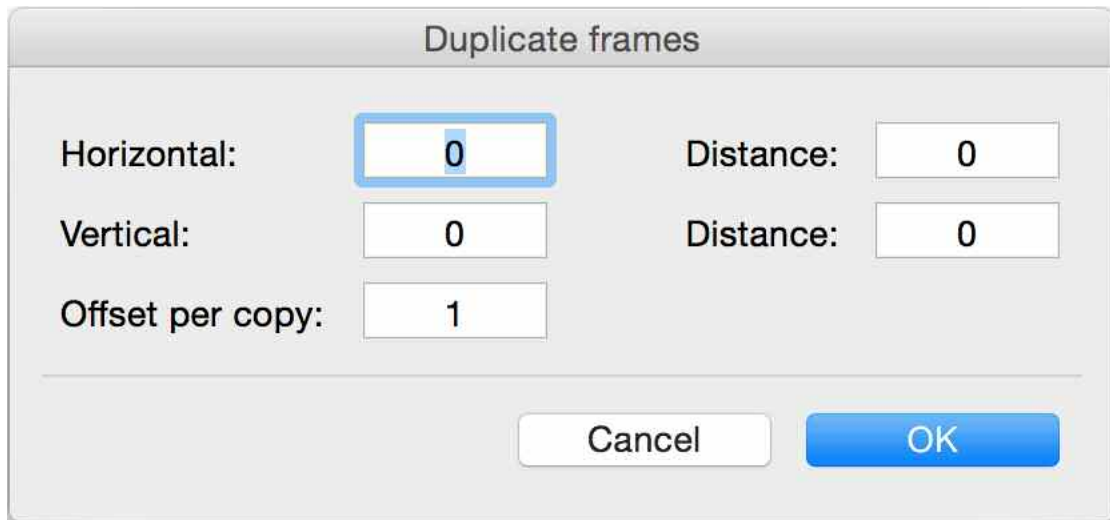 Duplicate frames
Horizontal: 0 Distance: 0
Vertical: 0 Distance: 0
Offset per copy: 1
Cancel OK